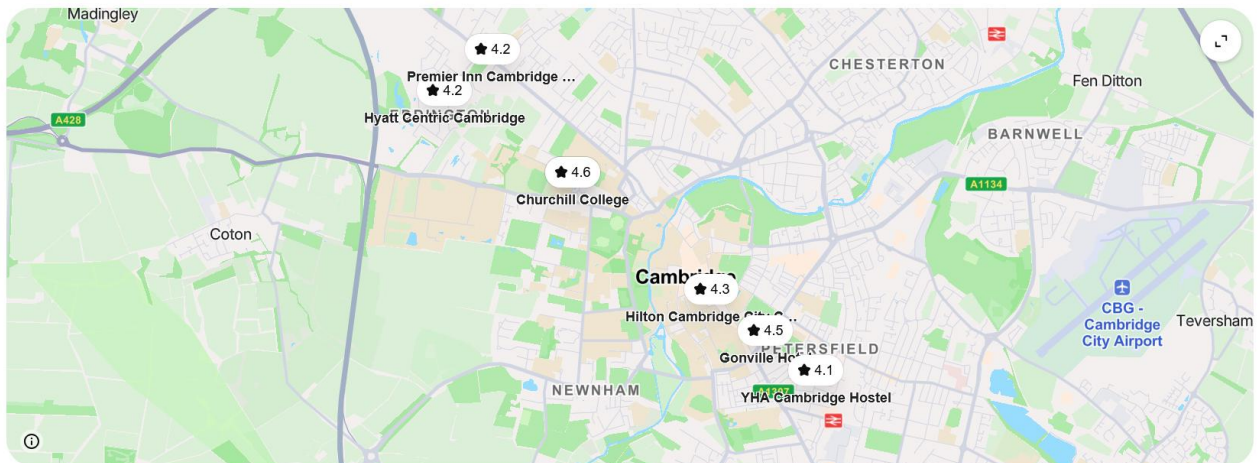 Madingley
4.2
Premier Inn Cambridge ...
4.2
Hyatt Centric Cambridge
CHESTERTON
Fen Ditton
A428
BARNWELL
4.6
Churchill College
A1134
Coton
Cambridge
4.3
Hilton Cambridge City C...
4.5
Gonville Ho
PETERSFIELD
CBG -
Cambridge
City Airport
Teversham
4.1
NEWNHAM
A1307
YHA Cambridge Hostel